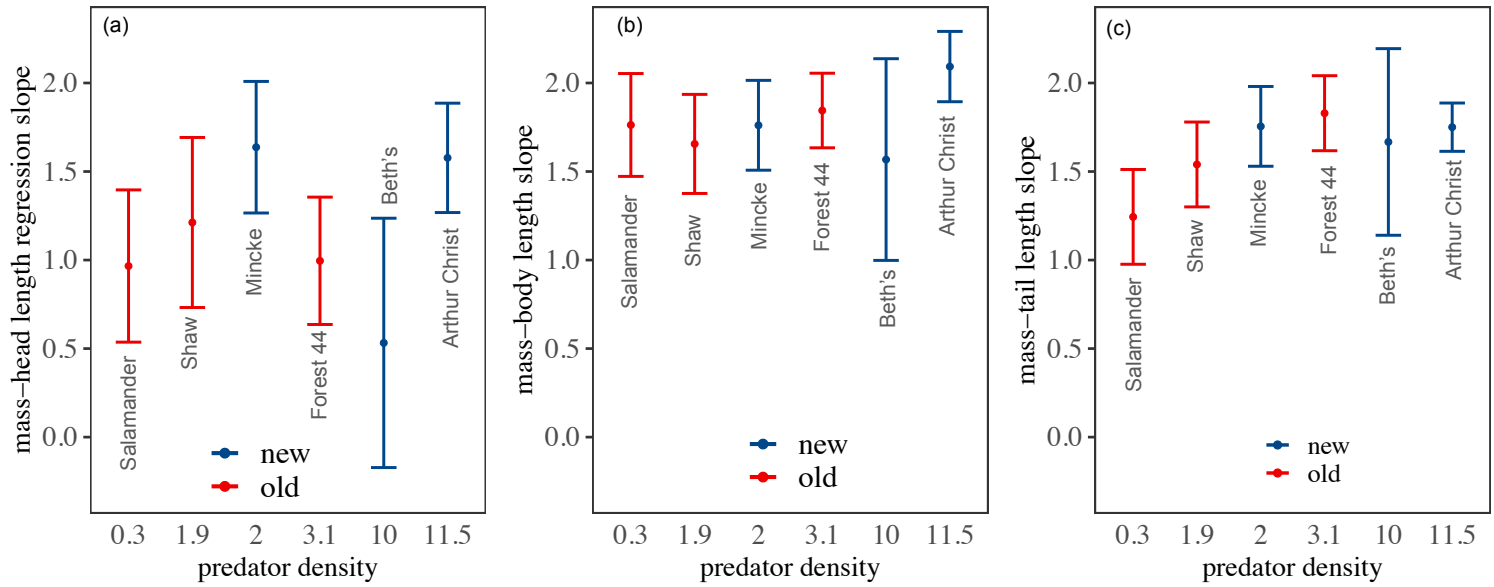 (a)
mass−head length regression slope
2.0
1.5
1.0
0.5
0.0
Salamander
Shaw
Mincke
Forest 44
Beth's
Arthur Christ
new
old
0.3 1.9 2 3.1 10 11.5
predator density
(b)
mass−body length slope
2.0
1.5
1.0
0.5
0.0
Salamander
Shaw
Mincke
Forest 44
Beth's
Arthur Christ
new
old
0.3 1.9 2 3.1 10 11.5
predator density
(c)
mass−tail length slope
2.0
1.5
1.0
0.5
0.0
Salamander
Shaw
Mincke
Forest 44
Beth's
Arthur Christ
new
old
0.3 1.9 2 3.1 10 11.5
predator density